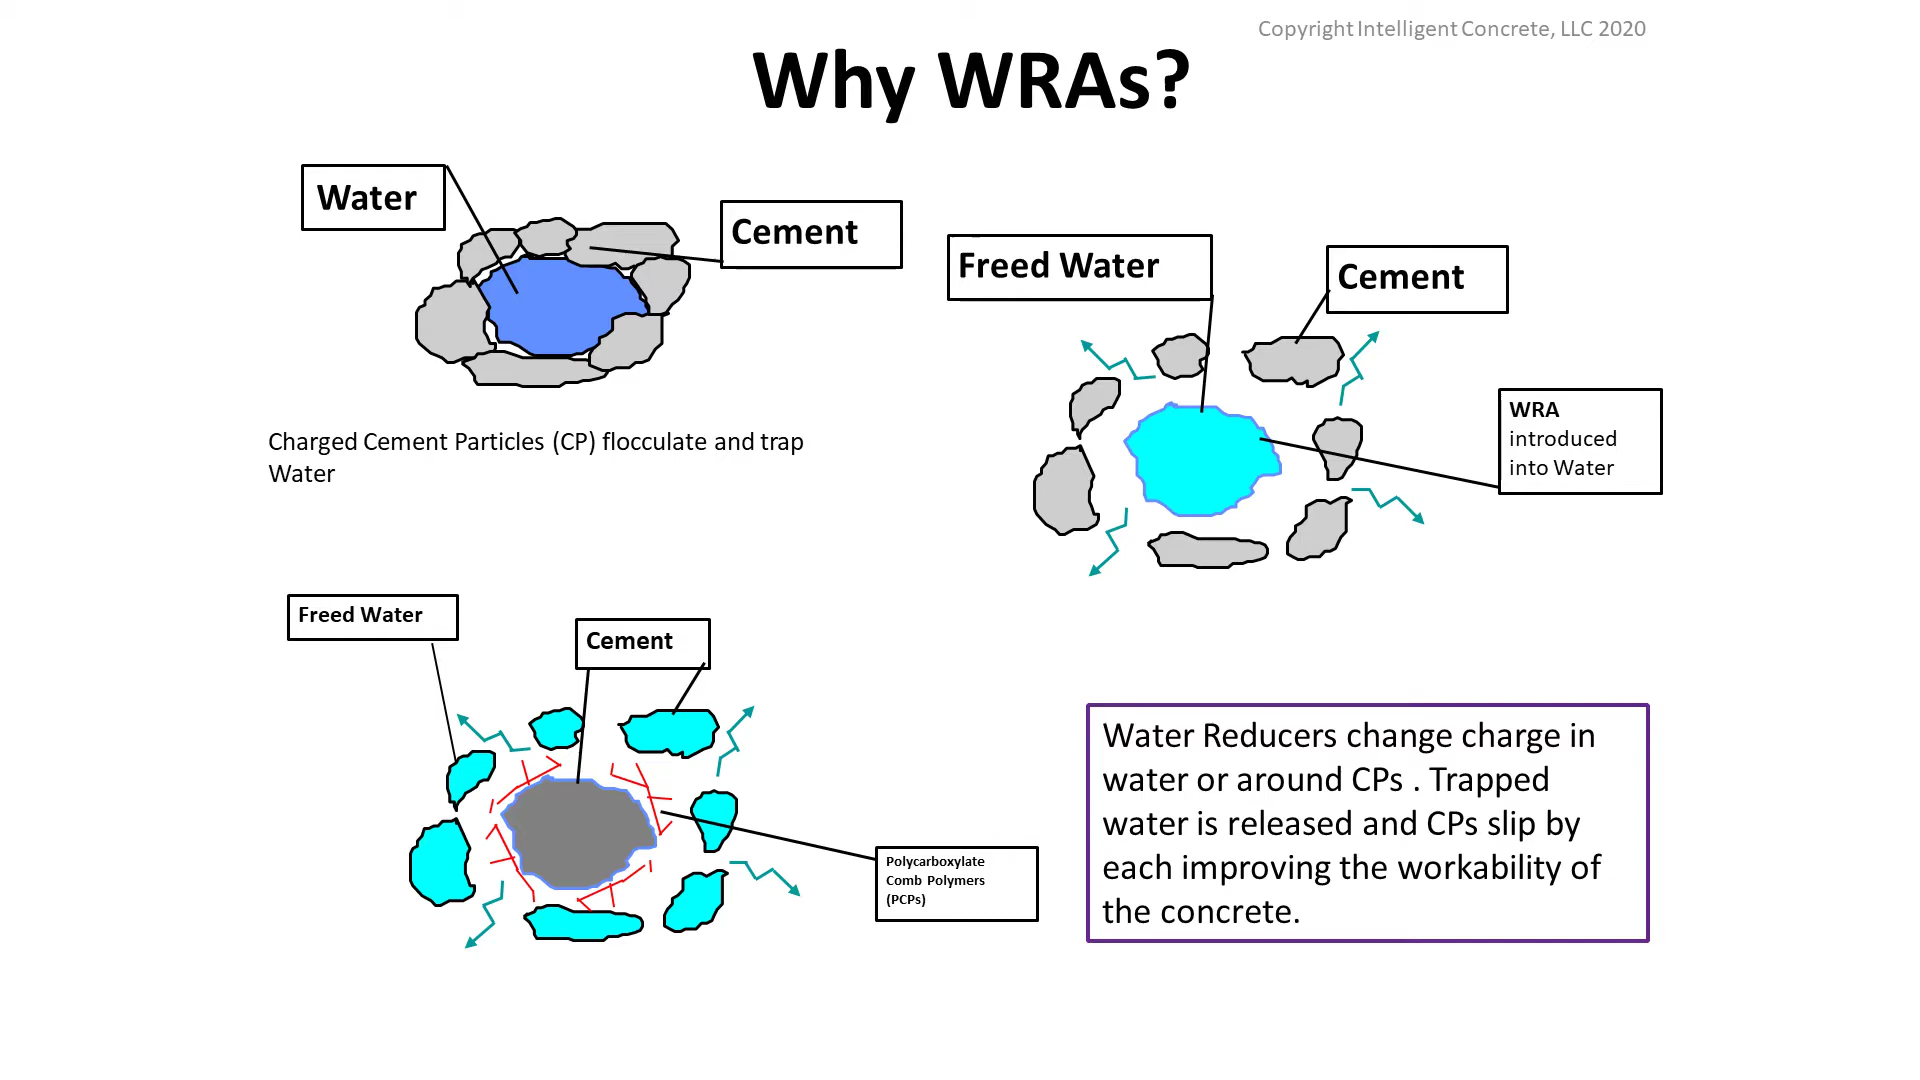 Copyright Intelligent Concrete, LLC 2020
Why WRAs?
Water
Cement
Freed Water
Cement
WRA
introduced
into Water
Charged Cement Particles (CP) flocculate and trap
Water
Freed Water
Cement
Polycarboxylate
Comb Polymers
(PCPs)
Water Reducers change charge in
water or around CPs . Trapped
water is released and CPs slip by
each improving the workability of
the concrete.